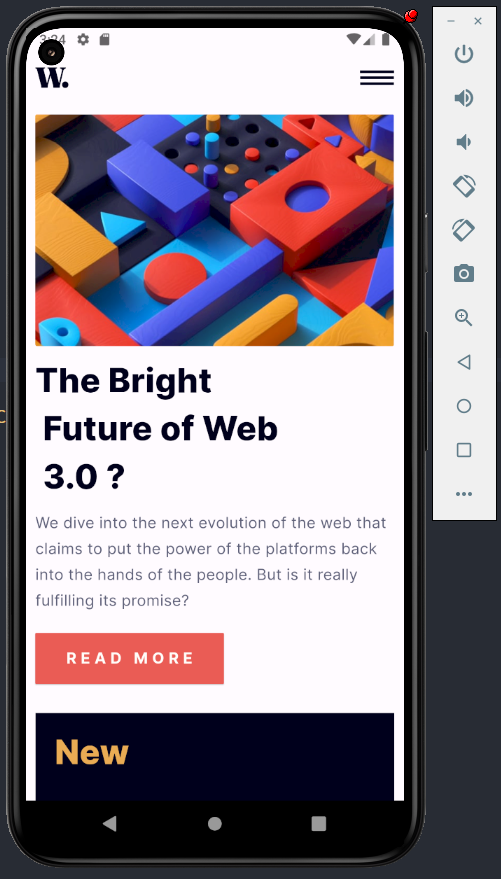 3:24
W.
The Bright
Future of Web
3.0 ?
We dive into the next evolution of the web that
claims to put the power of the platforms back
into the hands of the people. But is it really
fulfilling its promise?
READ MORE
New